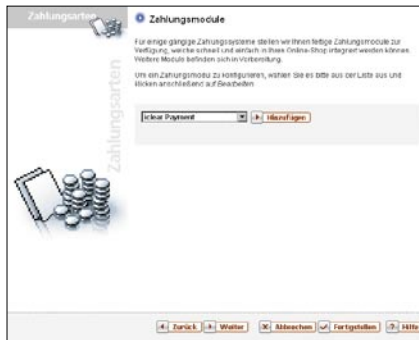 Zahlungsarten
Zahlungsmodule
Für einige gängige Zahlungssysteme stellen wir Ihnen fertige Zahlungsmodule zur
Verfügung, welche schnell und einfach in Ihren Online-Shop integriert werden können.
Weitere Module befinden sich in Vorbereitung.
Um ein Zahlungsmodul zu konfigurieren, wählen Sie es bitte aus der Liste aus und
klicken anschließend auf Bearbeiten.
Zahlungsarten
iclear Payment
Hinzufügen
Zurück
Weiter
Abbrechen
Fertigstellen
Hilfe